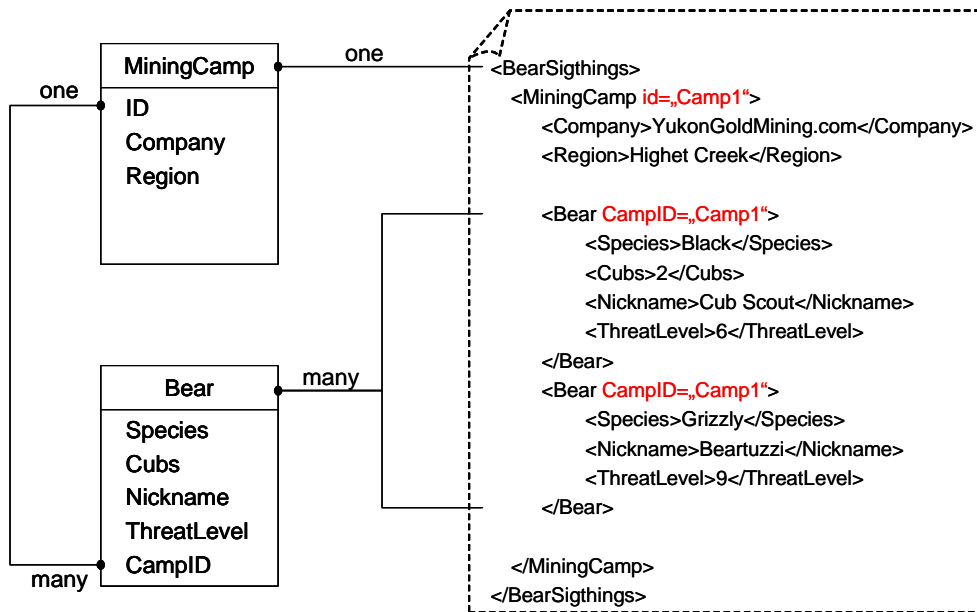 MiningCamp
ID
Company
Region
one
one
Bear
Species
Cubs
Nickname
ThreatLevel
CampID
many
many
<BearSigthings>
<MiningCamp id=„Camp1“>
<Company>YukonGoldMining.com</Company>
<Region>Highet Creek</Region>
<Bear CampID=„Camp1“>
<Species>Black</Species>
<Cubs>2</Cubs>
<Nickname>Cub Scout</Nickname>
<ThreatLevel>6</ThreatLevel>
</Bear>
<Bear CampID=„Camp1“>
<Species>Grizzly</Species>
<Nickname>Beartuzzi</Nickname>
<ThreatLevel>9</ThreatLevel>
</Bear>
</MiningCamp>
</BearSigthings>